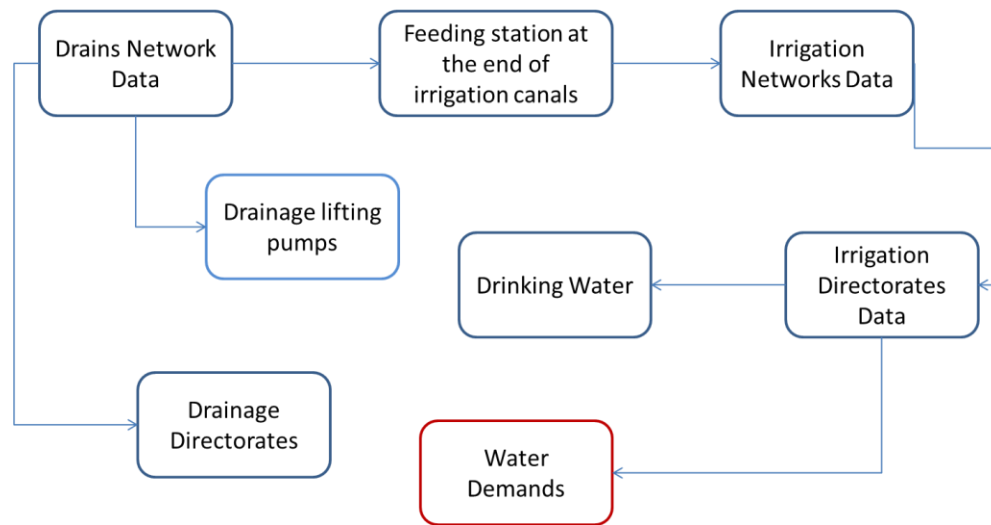 Drains Network
Data
Feeding station at
the end of
irrigation canals
Irrigation
Networks Data
Drainage lifting
pumps
Drinking Water
Irrigation
Directorates
Data
Drainage
Directorates
Water
Demands